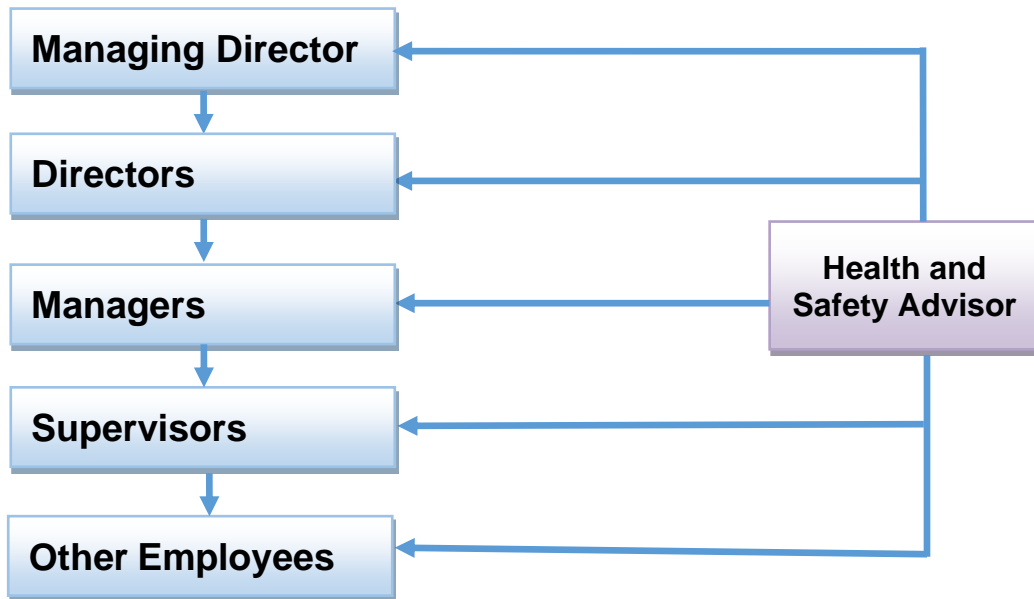 Managing Director
Directors
Managers
Supervisors
Other Employees
Health and
Safety Advisor